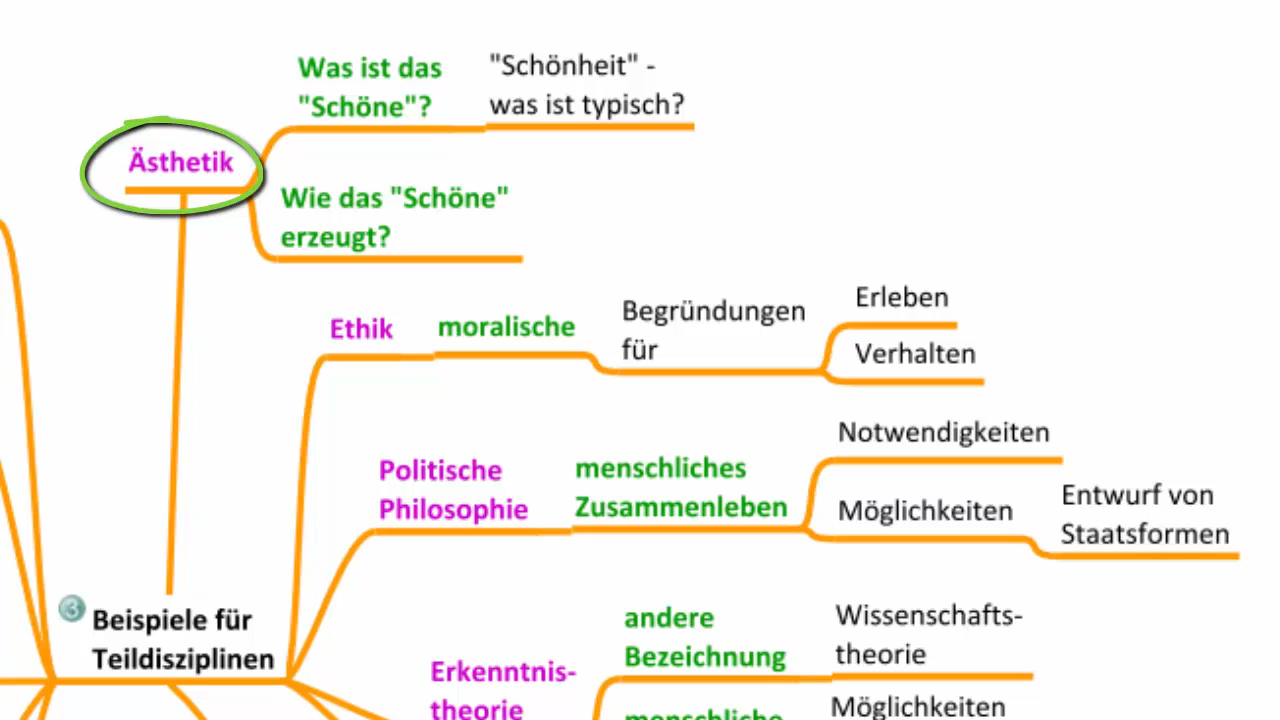 Was ist das
"Schöne"?
"Schönheit" -
was ist typisch?
Ästhetik
Wie das "Schöne"
erzeugt?
Ethik
moralische
Begründungen
für
Erleben
Verhalten
Politische
Philosophie
menschliches
Zusammenleben
Notwendigkeiten
Möglichkeiten
Entwurf von
Staatsformen
3
Beispiele für
Teildisziplinen
Erkenntnis-
theorie
andere
Bezeichnung
Wissenschafts-
theorie
menschliche
Möglichkeiten